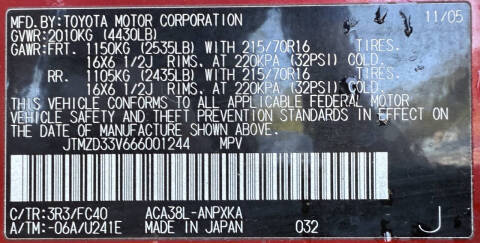 MFD.BY:TOYOTA MOTOR CORPORATION 11/05
GVWR:2010KG (4430LB)
GAWR:FRT. 1150KG (2535LB) WITH 215/70R16 TIRES.
16X6 1/2J RIMS. AT 220KPA (32PSI) COLD.
RR. 1105KG (2435LB) WITH 215/70R16 TIRES.
16X6 1/2J RIMS. AT 220KPA (32PSI) COLD.
THIS VEHICLE CONFORMS TO ALL APPLICABLE FEDERAL MOTOR
VEHICLE SAFETY AND THEFT PREVENTION STANDARDS IN EFFECT ON
THE DATE OF MANUFACTURE SHOWN ABOVE.
JTMZD33V666001244 MPV
C/TR:3R3/FC40 ACA38L-ANPXKA
A/TM:-06A/U241E MADE IN JAPAN 032 J